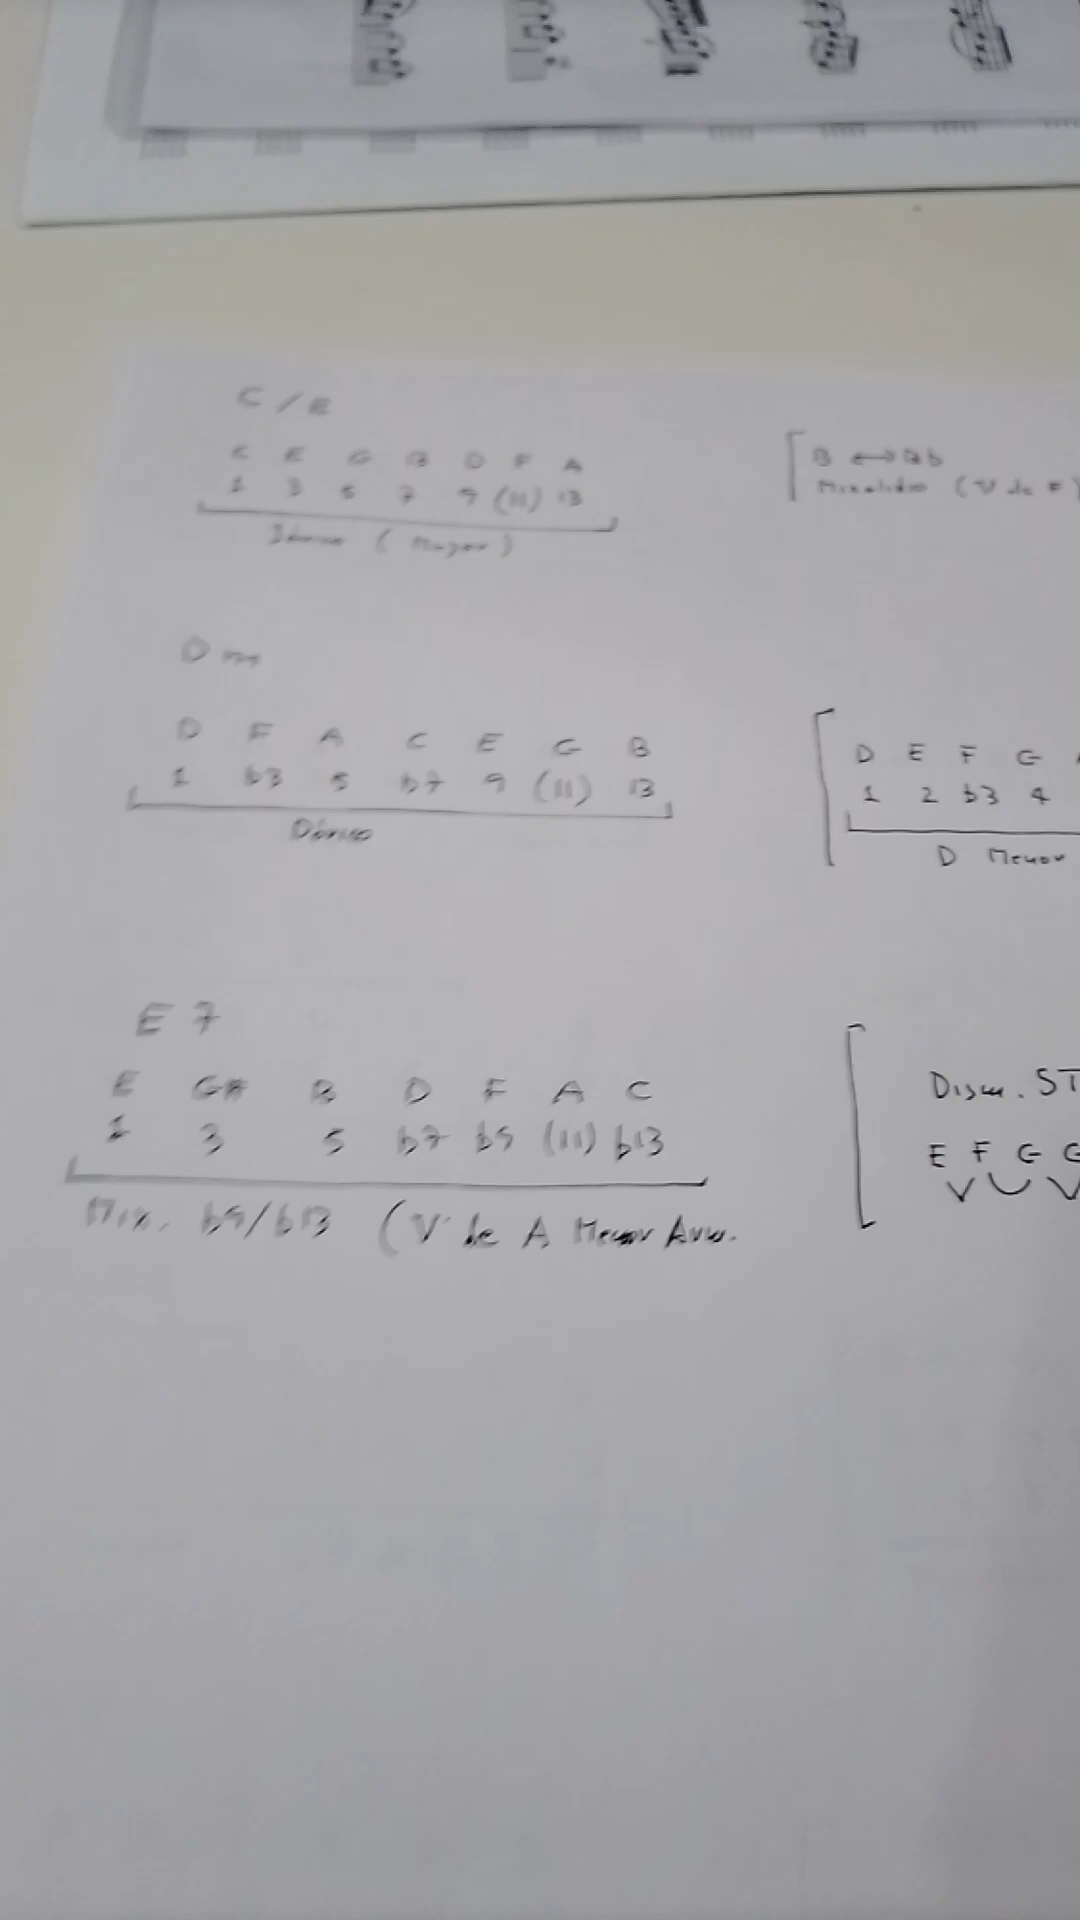 C / E
C E G B D F A
1 3 5 7 9 (11) 13
Jónico ( Mayor )
B ⟷ Bb
Mixolidio ( V de F )
D m
D F A C E G B
1 b3 5 b7 9 (11) 13
Dórico
D E F G
1 2 b3 4
D Menor
E 7
E G# B D F A C
1 3 5 b7 b9 (11) b13
Mix. b9/b13 ( V de A Menor Arm.
Dism. ST
E F G